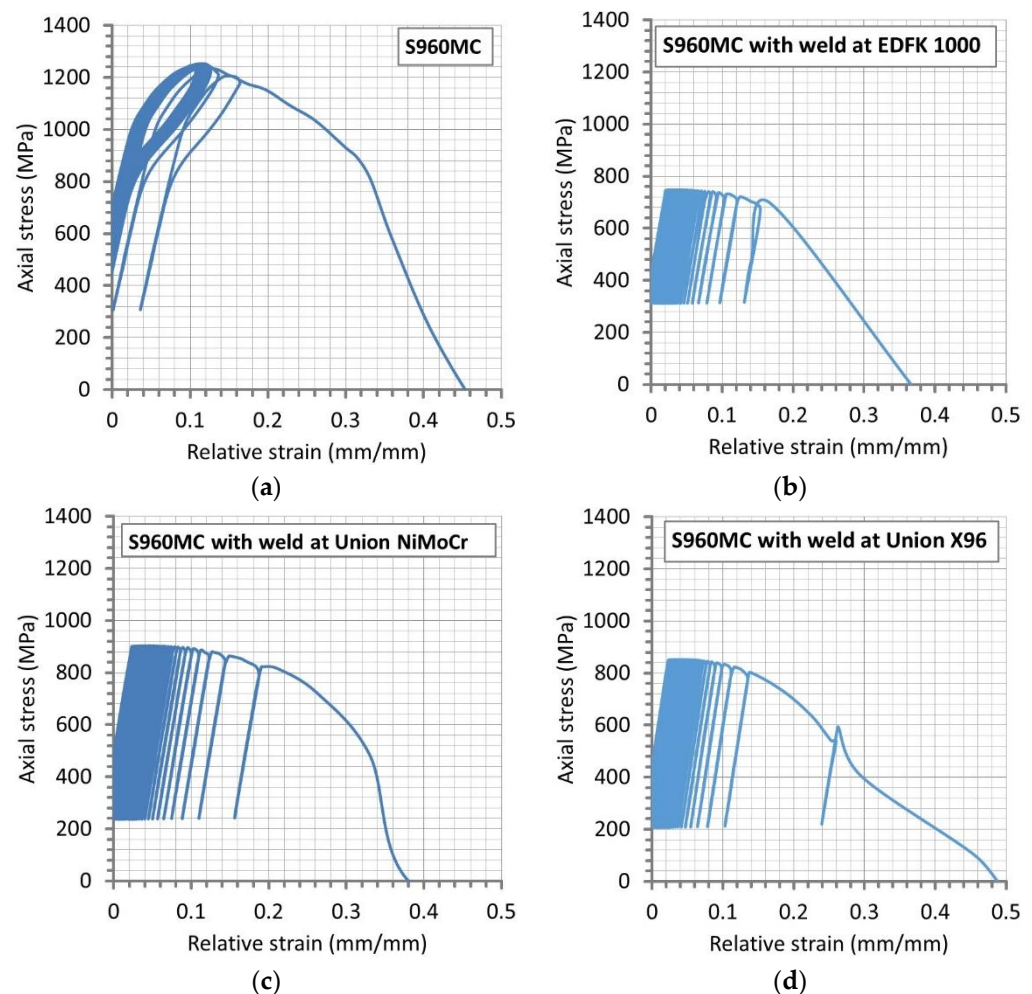 S960MC
Axial stress (MPa)
1400
1200
1000
800
600
400
200
0
0 0.1 0.2 0.3 0.4 0.5
Relative strain (mm/mm)
(a)
S960MC with weld at EDFK 1000
Axial stress (MPa)
1400
1200
1000
800
600
400
200
0
0 0.1 0.2 0.3 0.4 0.5
Relative strain (mm/mm)
(b)
S960MC with weld at Union NiMoCr
Axial stress (MPa)
1400
1200
1000
800
600
400
200
0
0 0.1 0.2 0.3 0.4 0.5
Relative strain (mm/mm)
(c)
S960MC with weld at Union X96
Axial stress (MPa)
1400
1200
1000
800
600
400
200
0
0 0.1 0.2 0.3 0.4 0.5
Relative strain (mm/mm)
(d)